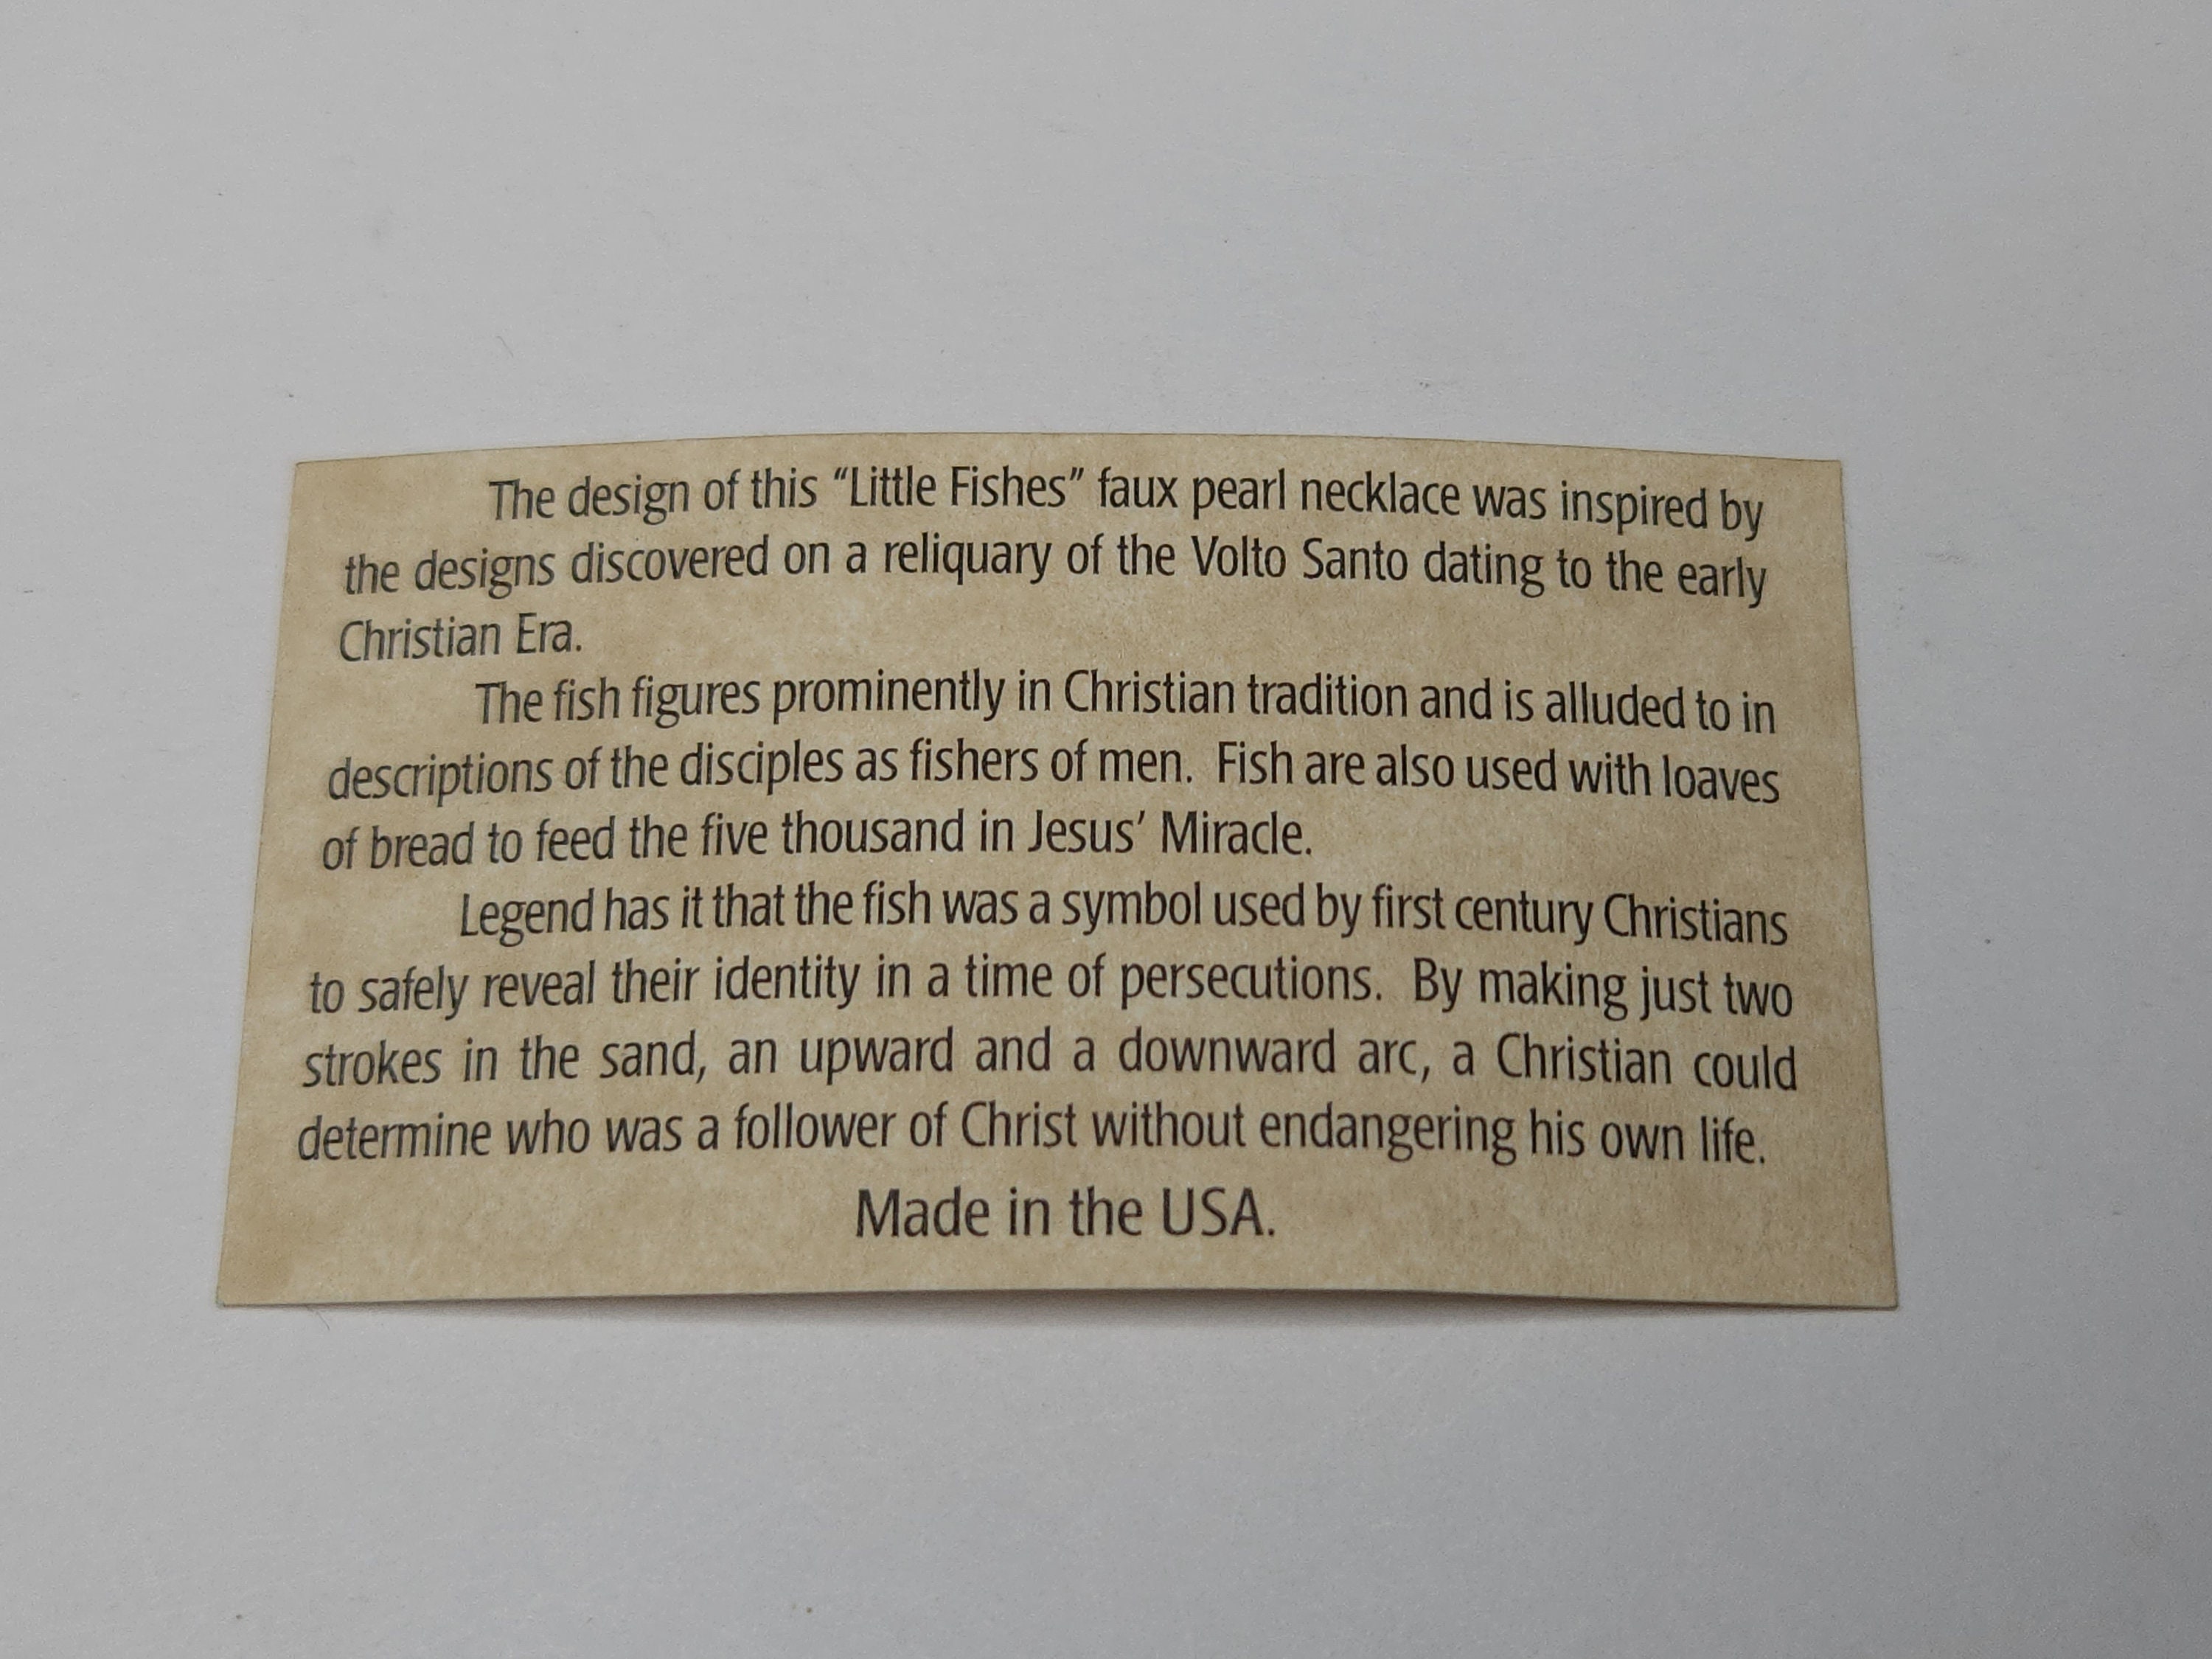 The design of this “Little Fishes” faux pearl necklace was inspired by
the designs discovered on a reliquary of the Volto Santo dating to the early
Christian Era.
The fish figures prominently in Christian tradition and is alluded to in
descriptions of the disciples as fishers of men.  Fish are also used with loaves
of bread to feed the five thousand in Jesus’ Miracle.
Legend has it that the fish was a symbol used by first century Christians
to safely reveal their identity in a time of persecutions.  By making just two
strokes in the sand, an upward and a downward arc, a Christian could
determine who was a follower of Christ without endangering his own life.
Made in the USA.